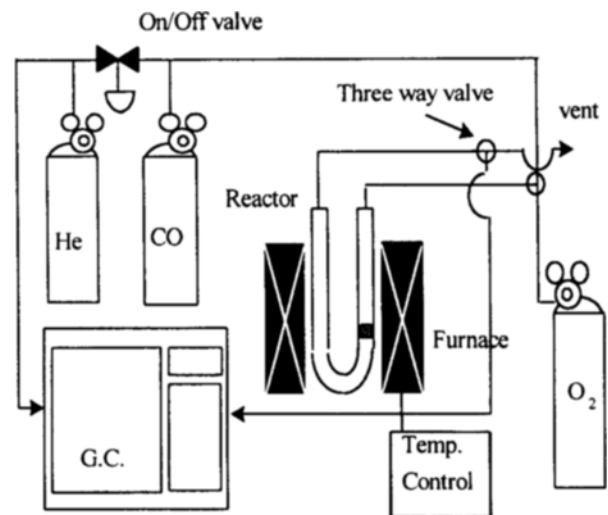 On/Off valve
Three way valve
vent
Reactor
He
CO
Furnace
O₂
G.C.
Temp.
Control